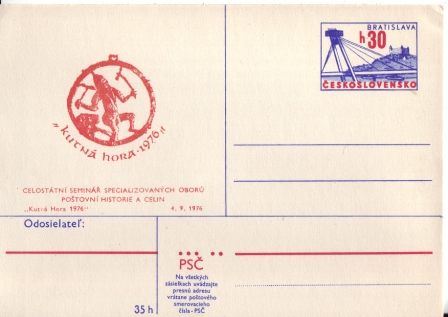 BRATISLAVA
h 30
ČESKOSLOVENSKO
"KUTNÁ HORA·1976"
CELOSTÁTNÍ SEMINÁŘ SPECIALIZOVANÝCH OBORŮ
POŠTOVNÍ HISTORIE A CELIN
"Kutná Hora 1976" 4. 9. 1976
Odosielateľ:
PSČ
Na všetkých
zásielkach uvádzajte
presnú adresu
vrátane poštového
smerovacieho
čísla - PSČ
35 h